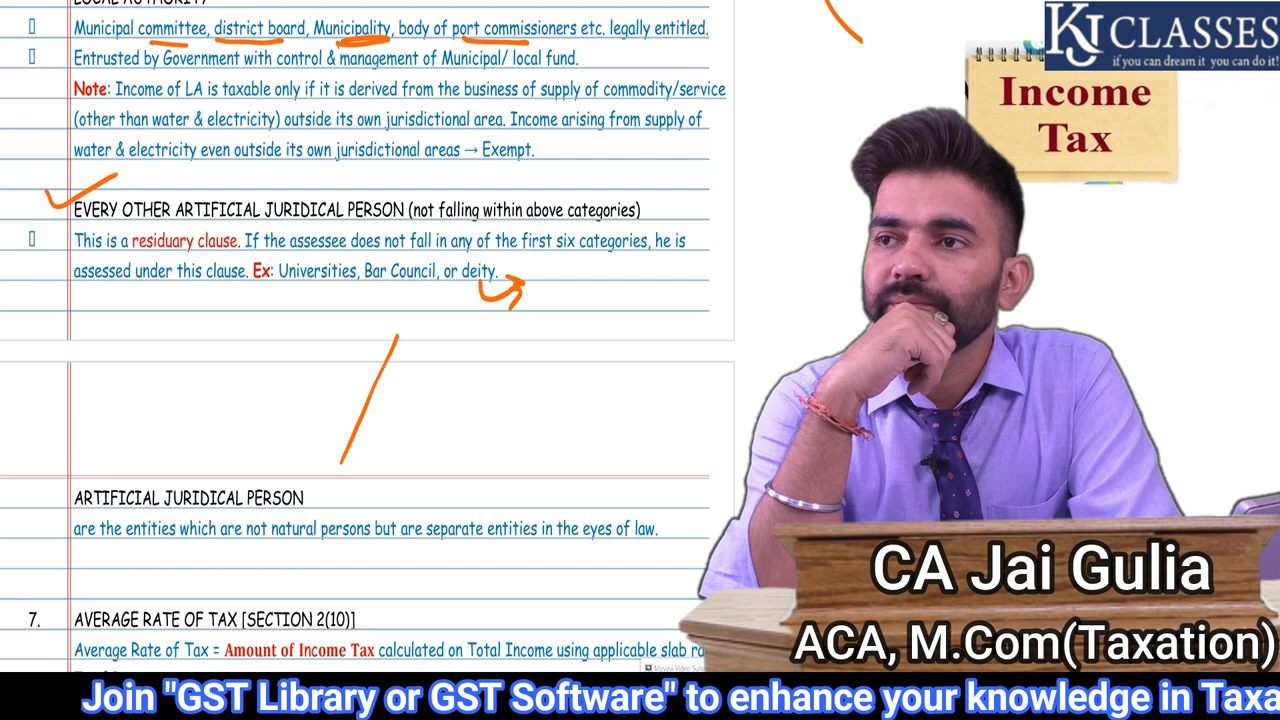 Municipal committee, district board, Municipality, body of port commissioners etc. legally entitled.
Entrusted by Government with control & management of Municipal/ local fund.
Note: Income of LA is taxable only if it is derived from the business of supply of commodity/service
(other than water & electricity) outside its own jurisdictional area. Income arising from supply of
water & electricity even outside its own jurisdictional areas → Exempt.
EVERY OTHER ARTIFICIAL JURIDICAL PERSON (not falling within above categories)
This is a residuary clause. If the assessee does not fall in any of the first six categories, he is
assessed under this clause. Ex: Universities, Bar Council, or deity.
ARTIFICIAL JURIDICAL PERSON
are the entities which are not natural persons but are separate entities in the eyes of law.
7. AVERAGE RATE OF TAX [SECTION 2(10)]
Average Rate of Tax = Amount of Income Tax calculated on Total Income using applicable slab ra
KJ CLASSES
if you can dream it you can do it!
Income
Tax
CA Jai Gulia
ACA, M.Com(Taxation)
Movavi Video Suite
Join "GST Library or GST Software" to enhance your knowledge in Taxa